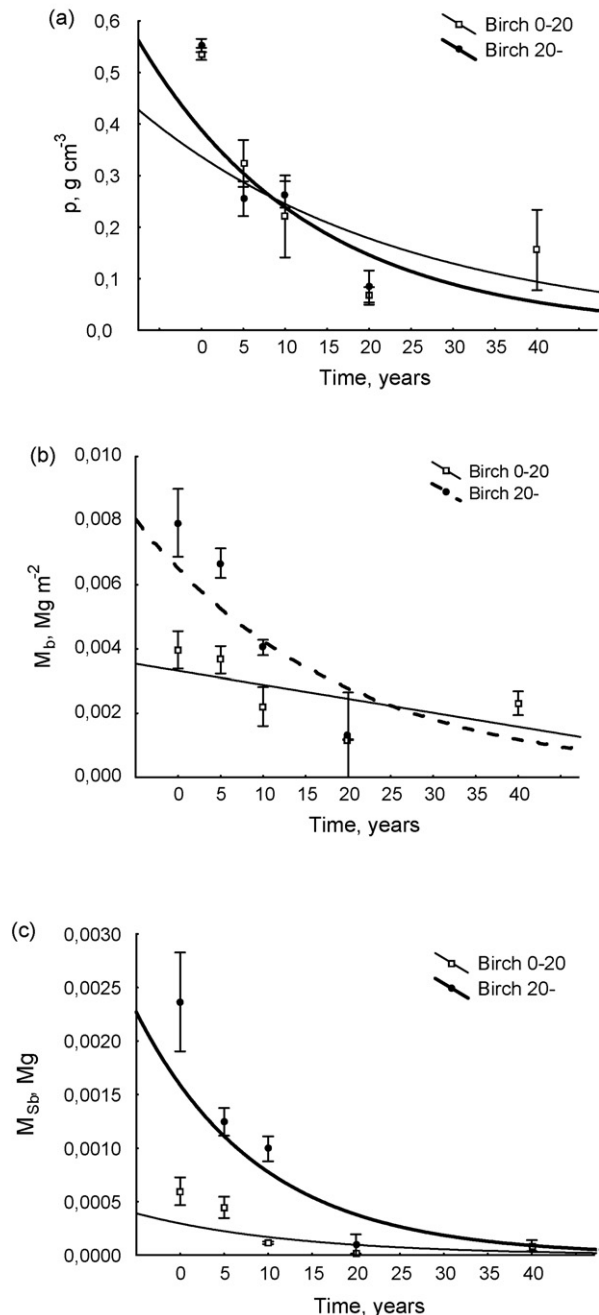 (a)
Birch 0-20
Birch 20-
0,6
0,5
0,4
0,3
0,2
0,1
0,0
p, g cm-3
0 5 10 15 20 25 30 35 40
Time, years
(b)
Birch 0-20
Birch 20-
0,010
0,008
0,006
0,004
0,002
0,000
Mb, Mg m-2
0 5 10 15 20 25 30 35 40
Time, years
(c)
Birch 0-20
Birch 20-
0,0030
0,0025
0,0020
0,0015
0,0010
0,0005
0,0000
MSb, Mg
0 5 10 15 20 25 30 35 40
Time, years